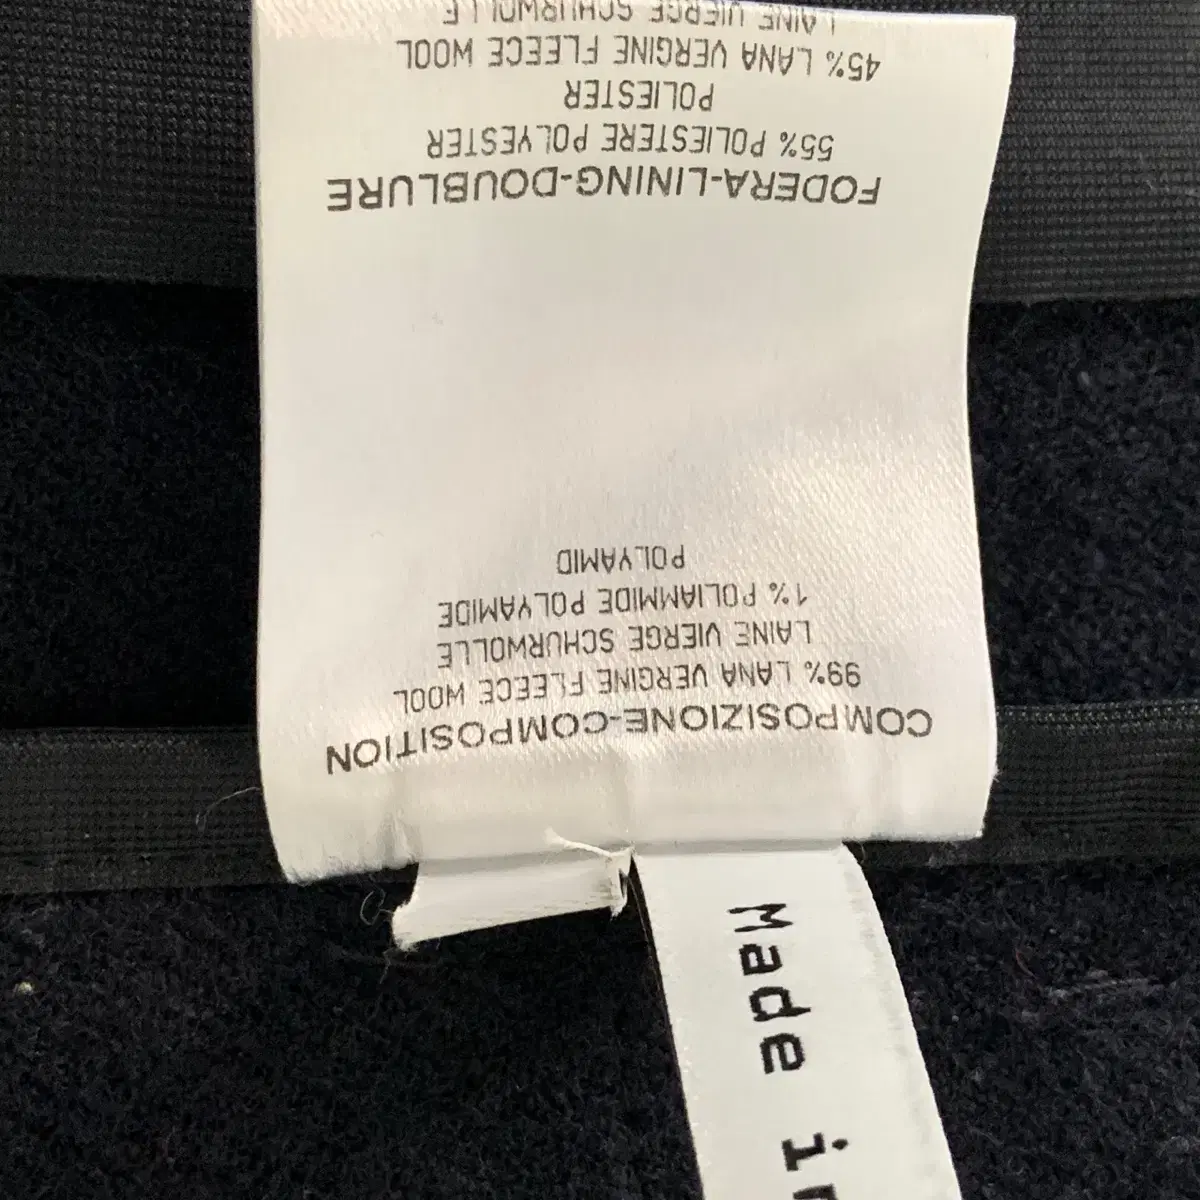 COMPOSIZIONE-COMPOSITION
99% LANA VERGINE FLEECE WOOL
LAINE VIERGE SCHURWOLLE
1% POLIAMMIDE POLYAMIDE
POLYAMID
FODERA-LINING-DOUBLURE
55% POLIESTERE POLYESTER
POLIESTER
45% LANA VERGINE FLEECE WOOL
LAINE VIERGE SCHURWOLLE
Made in